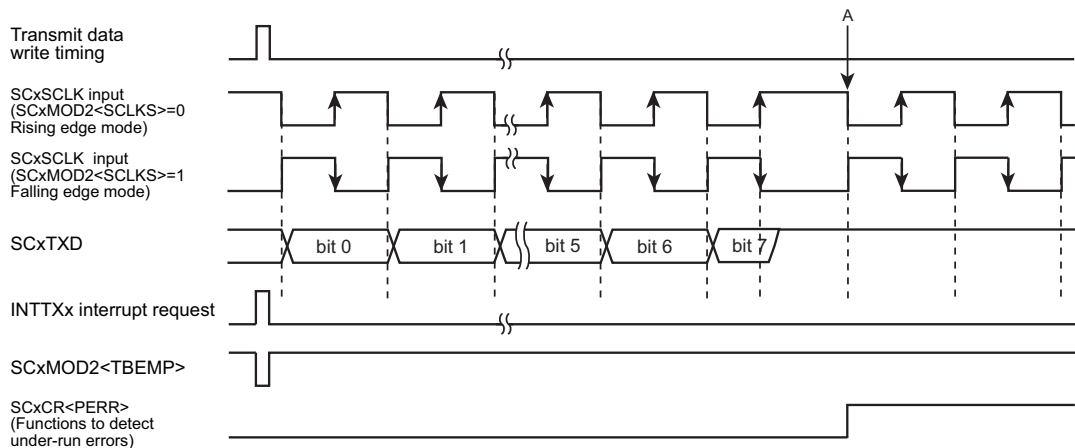 A
Transmit data
write timing
SCxSCLK input
(SCxMOD2<SCLKS>=0
Rising edge mode)
SCxSCLK input
(SCxMOD2<SCLKS>=1
Falling edge mode)
SCxTXD
bit 0
bit 1
bit 5
bit 6
bit 7
INTTXx interrupt request
SCxMOD2<TBEMP>
SCxCR<PERR>
(Functions to detect
under-run errors)